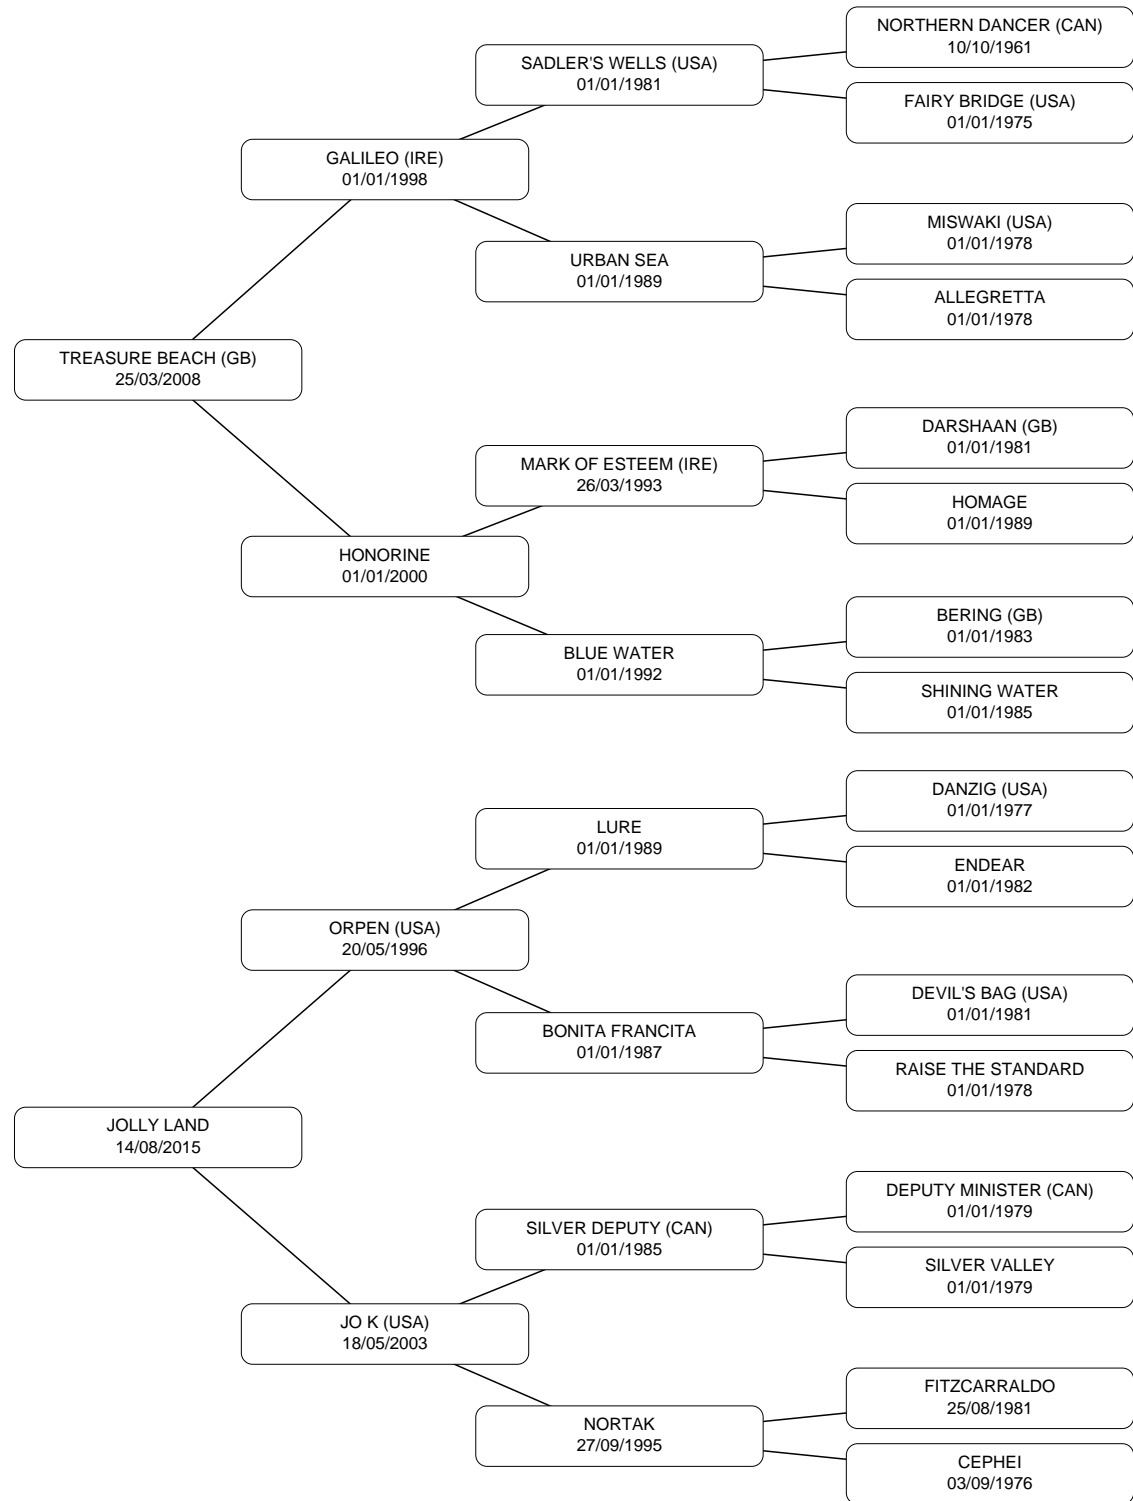 NORTHERN DANCER (CAN)
10/10/1961
SADLER'S WELLS (USA)
01/01/1981
FAIRY BRIDGE (USA)
01/01/1975
GALILEO (IRE)
01/01/1998
MISWAKI (USA)
01/01/1978
URBAN SEA
01/01/1989
ALLEGRETTA
01/01/1978
TREASURE BEACH (GB)
25/03/2008
DARSHAAN (GB)
01/01/1981
MARK OF ESTEEM (IRE)
26/03/1993
HOMAGE
01/01/1989
HONORINE
01/01/2000
BERING (GB)
01/01/1983
BLUE WATER
01/01/1992
SHINING WATER
01/01/1985
DANZIG (USA)
01/01/1977
LURE
01/01/1989
ENDEAR
01/01/1982
ORPEN (USA)
20/05/1996
DEVIL'S BAG (USA)
01/01/1981
BONITA FRANCITA
01/01/1987
RAISE THE STANDARD
01/01/1978
JOLLY LAND
14/08/2015
DEPUTY MINISTER (CAN)
01/01/1979
SILVER DEPUTY (CAN)
01/01/1985
SILVER VALLEY
01/01/1979
JO K (USA)
18/05/2003
FITZCARRALDO
25/08/1981
NORTAK
27/09/1995
CEPHEI
03/09/1976